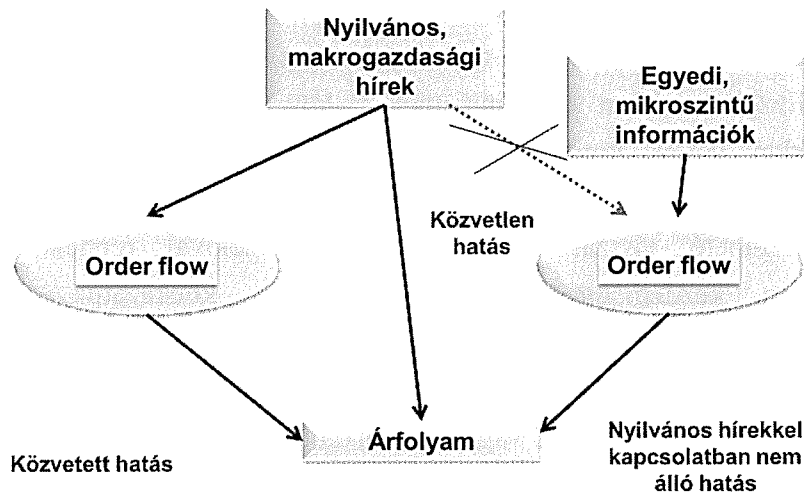 Nyilvános,
makrogazdasági
hírek
Egyedi,
mikroszintű
információk
Közvetlen
hatás
Order flow
Order flow
Árfolyam
Közvetett hatás
Nyilvános hírekkel
kapcsolatban nem
álló hatás